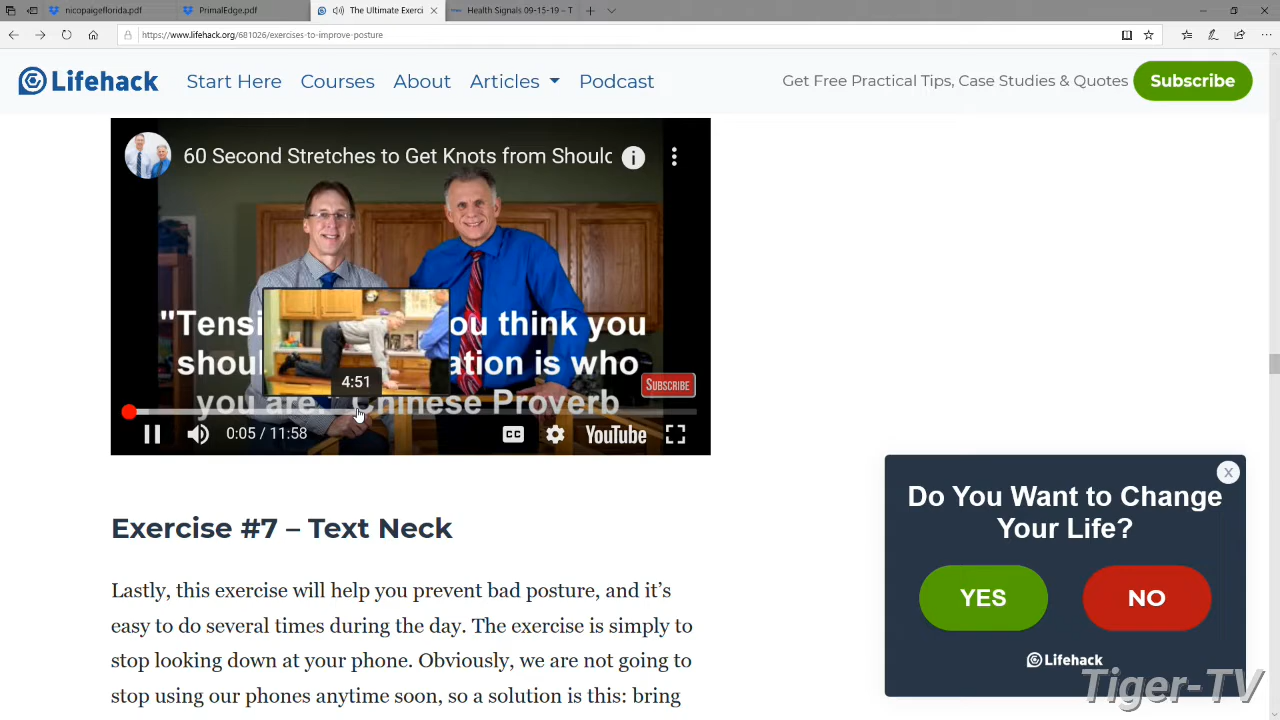 nicopaigeflorida.pdf
PrimalEdge.pdf
The Ultimate Exerci
Health Signals 09-15-19 – T
https://www.lifehack.org/681026/exercises-to-improve-posture
Lifehack
Start Here
Courses
About
Articles
Podcast
Get Free Practical Tips, Case Studies & Quotes
Subscribe
60 Second Stretches to Get Knots from Should
"Tensi ou think you
shoul ation is who
you are." Chinese Proverb
4:51
SUBSCRIBE
0:05 / 11:58
CC
YouTube
Exercise #7 – Text Neck
Lastly, this exercise will help you prevent bad posture, and it's
easy to do several times during the day. The exercise is simply to
stop looking down at your phone. Obviously, we are not going to
stop using our phones anytime soon, so a solution is this: bring
X
Do You Want to Change
Your Life?
YES
NO
Lifehack
Tiger-TV